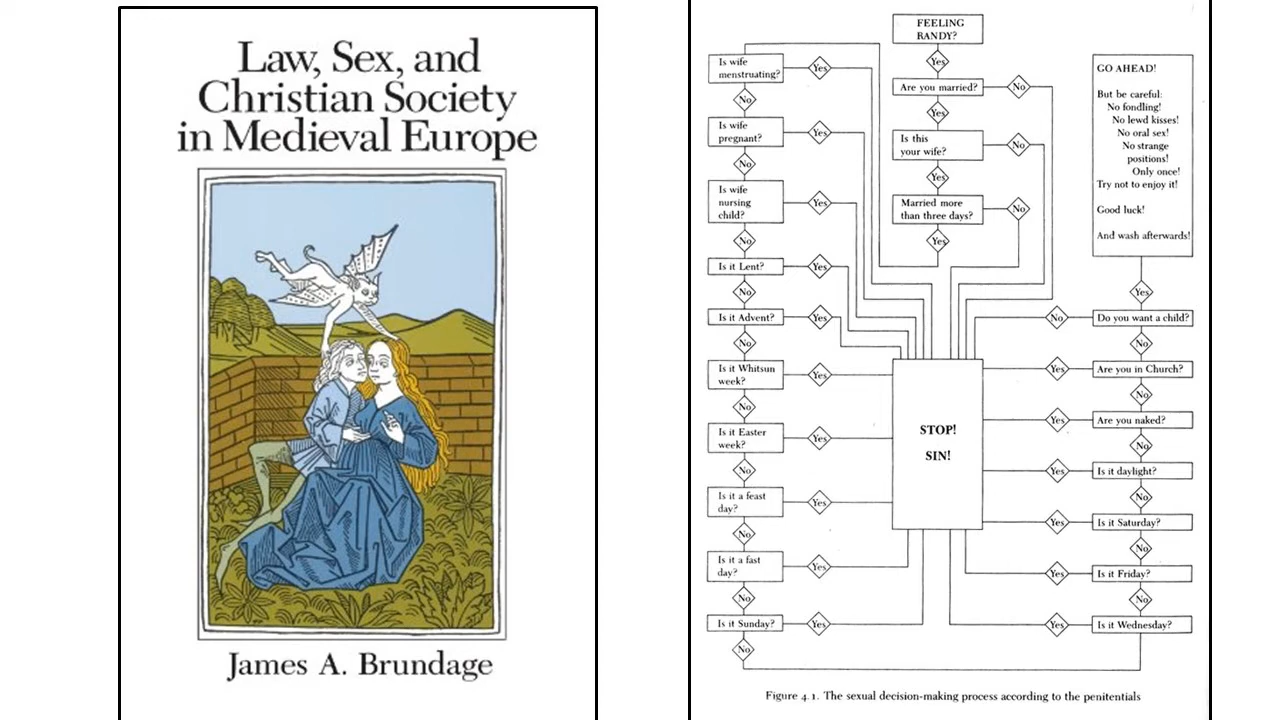 Law, Sex, and
Christian Society
in Medieval Europe
James A. Brundage
FEELING
RANDY?
Yes
Are you married?
No
Yes
Is this
your wife?
No
Yes
Married more
than three days?
No
Yes
Is wife
menstruating?
Yes
No
Is wife
pregnant?
Yes
No
Is wife
nursing
child?
Yes
No
Is it Lent?
Yes
No
Is it Advent?
Yes
No
Is it Whitsun
week?
Yes
No
Is it Easter
week?
Yes
No
Is it a feast
day?
Yes
No
Is it a fast
day?
Yes
No
Is it Sunday?
Yes
No
STOP!
SIN!
GO AHEAD!
But be careful:
No fondling!
No lewd kisses!
No oral sex!
No strange
positions!
Only once!
Try not to enjoy it!
Good luck!
And wash afterwards!
Yes
No
Do you want a child?
No
Yes
Are you in Church?
No
Yes
Are you naked?
No
Yes
Is it daylight?
No
Yes
Is it Saturday?
No
Yes
Is it Friday?
No
Yes
Is it Wednesday?
Figure 4.1. The sexual decision-making process according to the penitentials